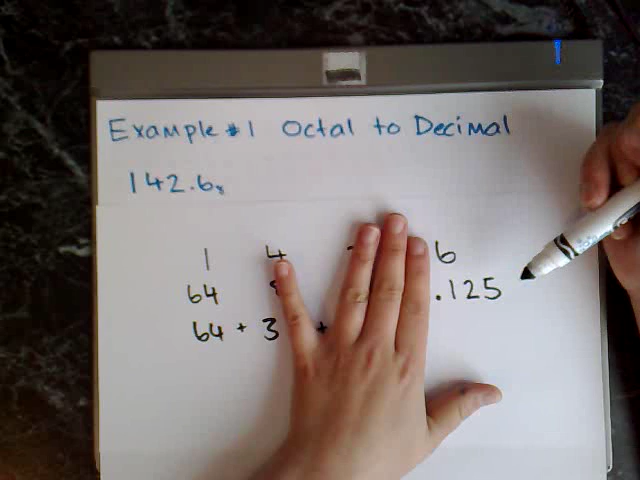 Example #1 Octal to Decimal
142.6₈
1 4 6
64 .125
64 + 3 +